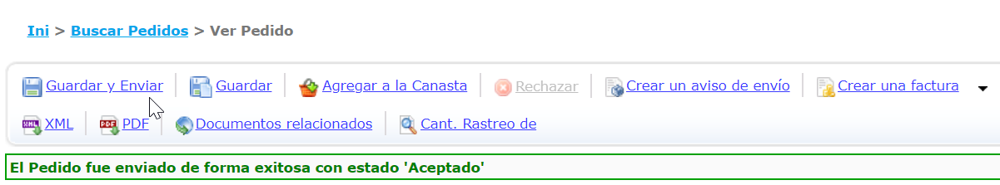 Ini > Buscar Pedidos > Ver Pedido
Guardar y Enviar Guardar Agregar a la Canasta Rechazar Crear un aviso de envío Crear una factura
XML PDF Documentos relacionados Cant. Rastreo de
El Pedido fue enviado de forma exitosa con estado 'Aceptado'